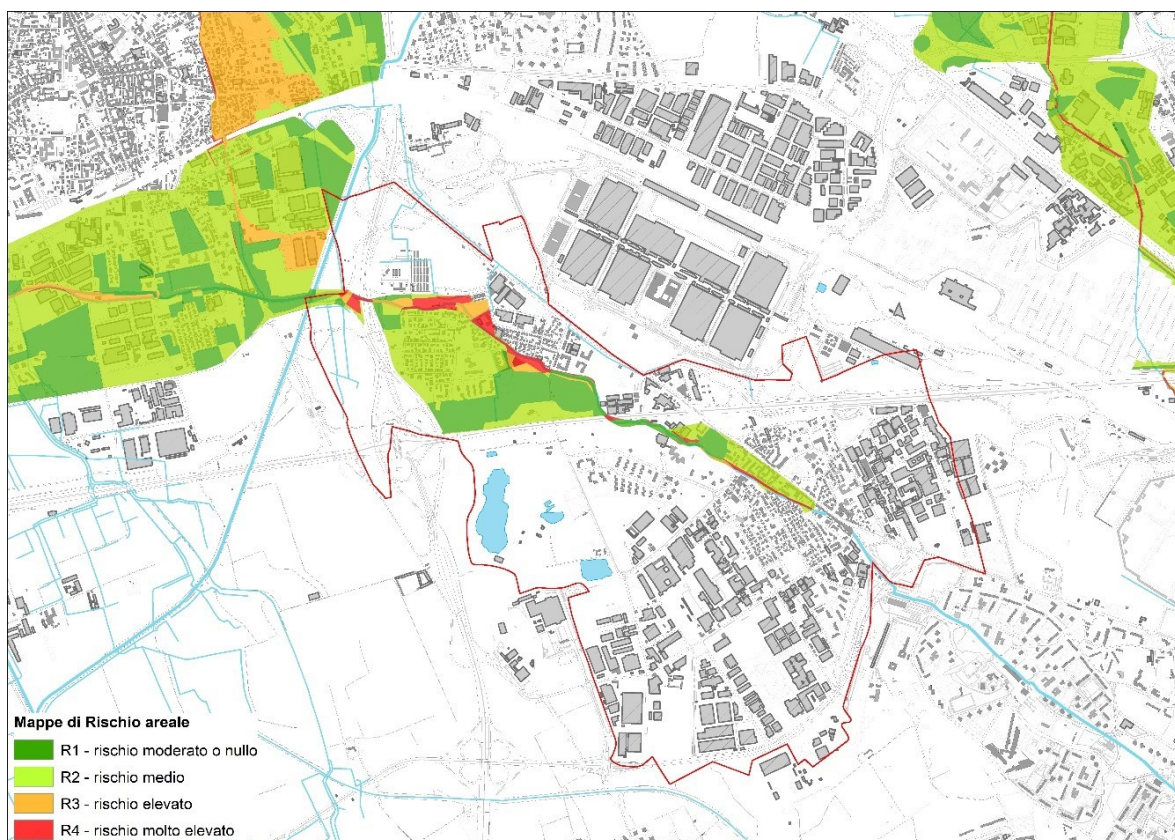 Mappe di Rischio areale
R1 - rischio moderato o nullo
R2 - rischio medio
R3 - rischio elevato
R4 - rischio molto elevato